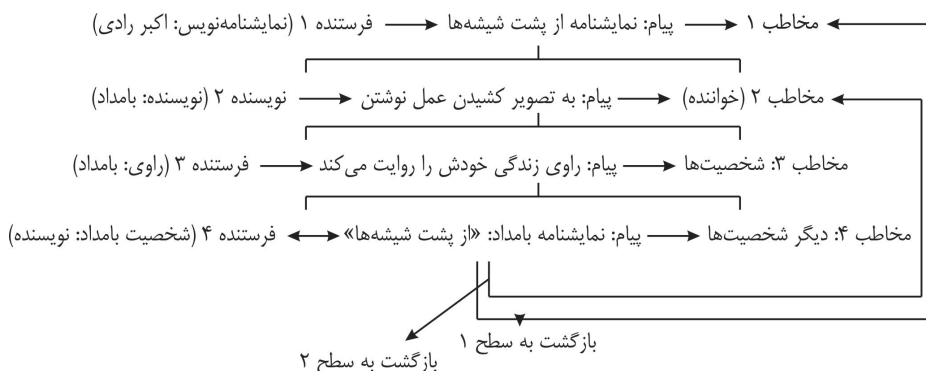 مخاطب ۱ پیام: نمایشنامه از پشت شیشه‌ها فرستنده ۱ (نمایشنامه‌نویس: اکبر رادی)
مخاطب ۲ (خواننده) پیام: به تصویر کشیدن عمل نوشتن نویسنده ۲ (نویسنده: بامداد)
مخاطب ۳: شخصیت‌ها پیام: راوی زندگی خودش را روایت می‌کند فرستنده ۳ (راوی: بامداد)
مخاطب ۴: دیگر شخصیت‌ها پیام: نمایشنامه بامداد: «از پشت شیشه‌ها» فرستنده ۴ (شخصیت بامداد: نویسنده)
بازگشت به سطح ۱
بازگشت به سطح ۲